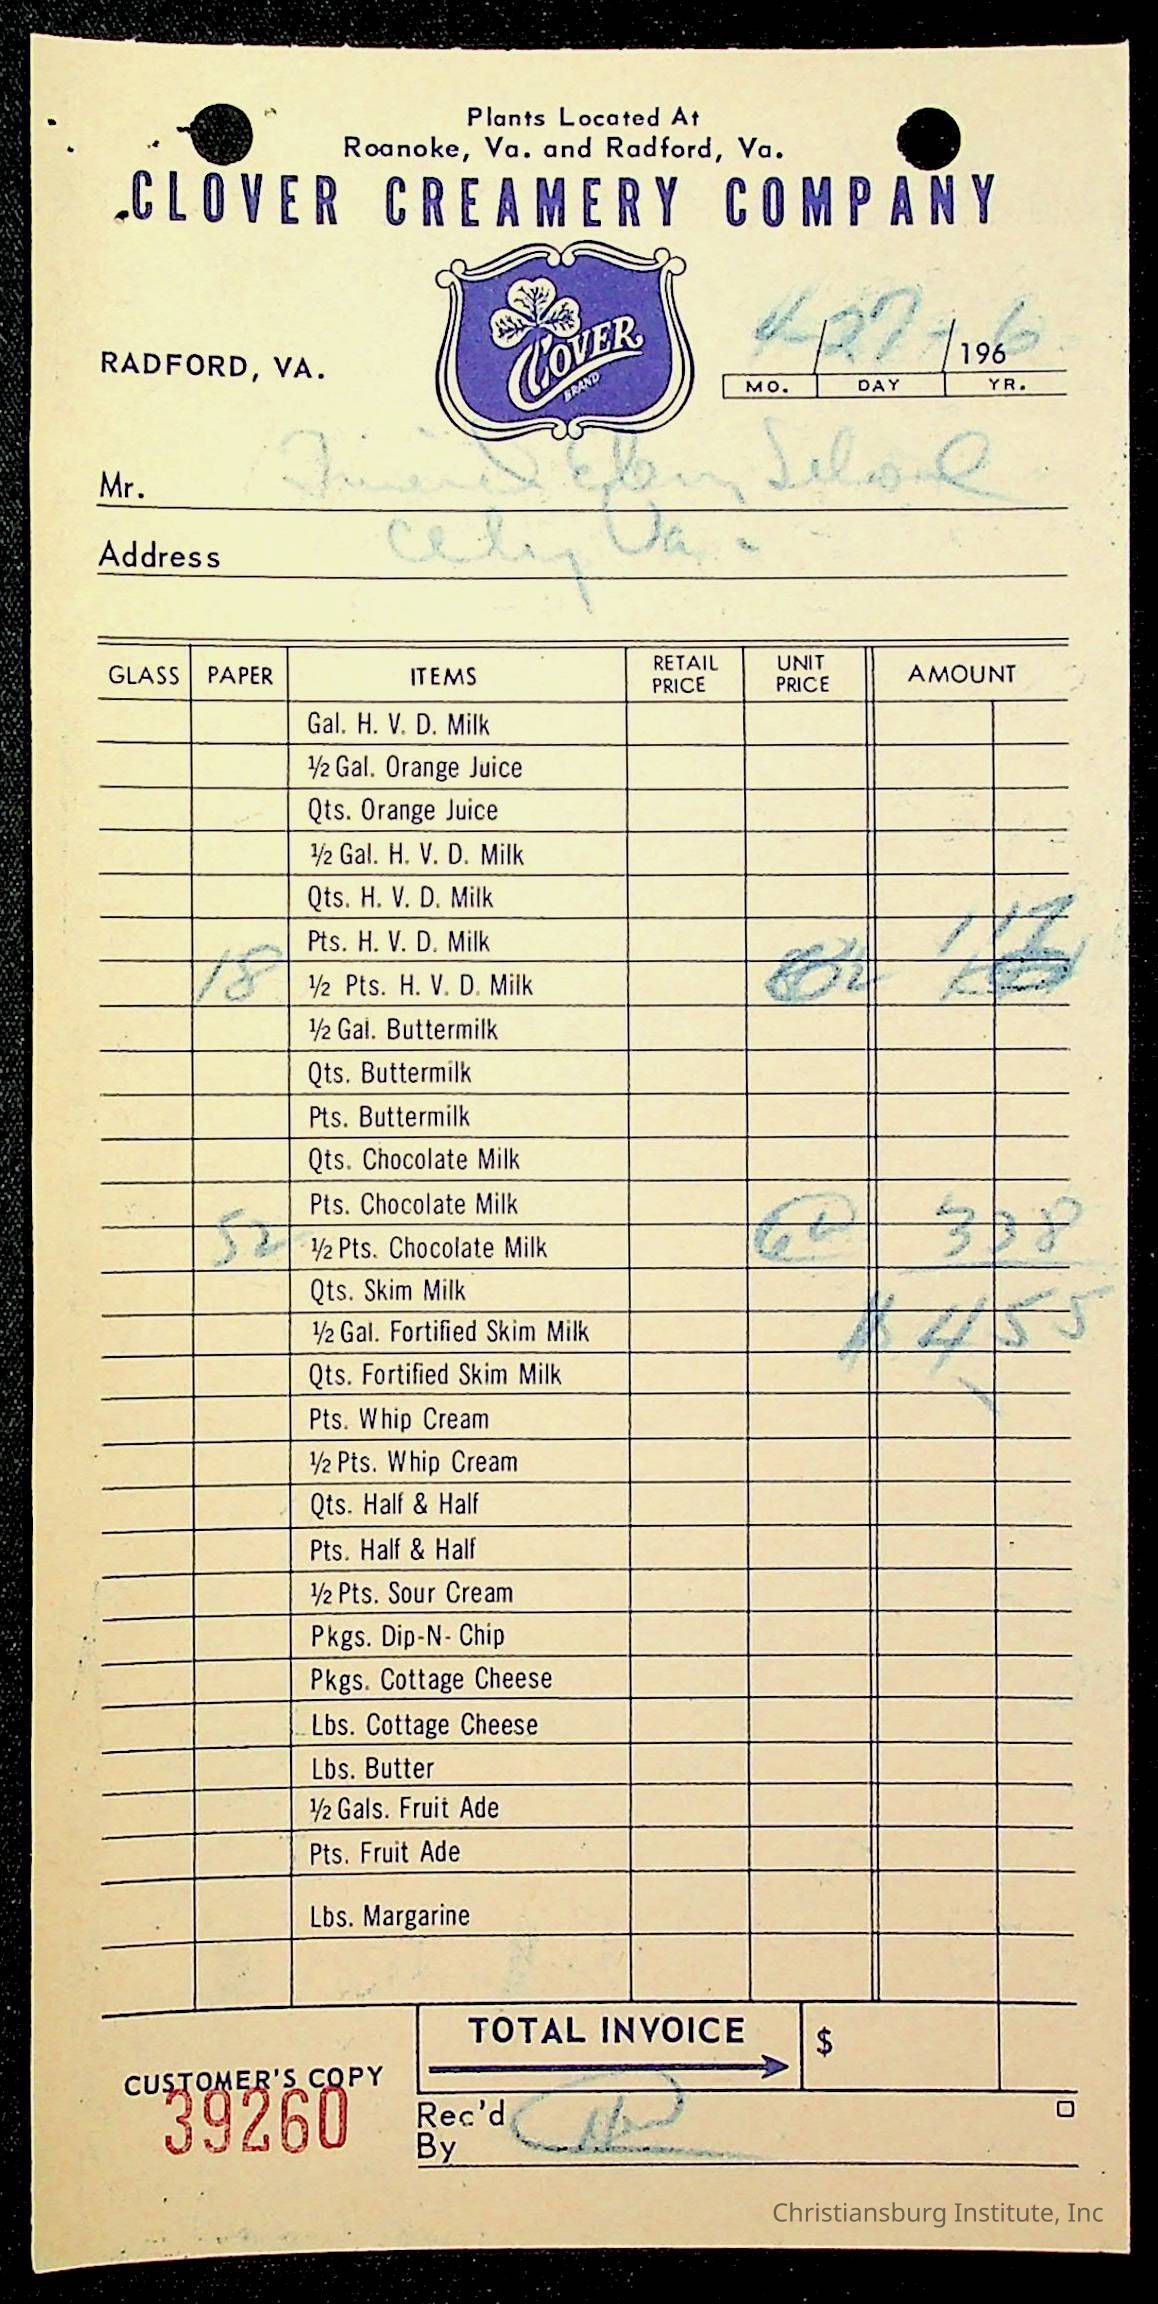 Plants Located At
Roanoke, Va. and Radford, Va.
CLOVER CREAMERY COMPANY
CLOVER
BRAND
RADFORD, VA.
4 27 - 6
196
MO. DAY YR.
Mr. School
Address Va.
GLASS PAPER ITEMS RETAIL PRICE UNIT PRICE AMOUNT
Gal. H. V. D. Milk
½ Gal. Orange Juice
Qts. Orange Juice
½ Gal. H. V. D. Milk
Qts. H. V. D. Milk
Pts. H. V. D. Milk 117
18 ½ Pts. H. V. D. Milk
½ Gal. Buttermilk
Qts. Buttermilk
Pts. Buttermilk
Qts. Chocolate Milk
Pts. Chocolate Milk
52 ½ Pts. Chocolate Milk 338
Qts. Skim Milk
½ Gal. Fortified Skim Milk $ 455
Qts. Fortified Skim Milk
Pts. Whip Cream
½ Pts. Whip Cream
Qts. Half & Half
Pts. Half & Half
½ Pts. Sour Cream
Pkgs. Dip-N-Chip
Pkgs. Cottage Cheese
Lbs. Cottage Cheese
Lbs. Butter
½ Gals. Fruit Ade
Pts. Fruit Ade
Lbs. Margarine
TOTAL INVOICE $
CUSTOMER'S COPY
39260
Rec'd
By
Christiansburg Institute, Inc